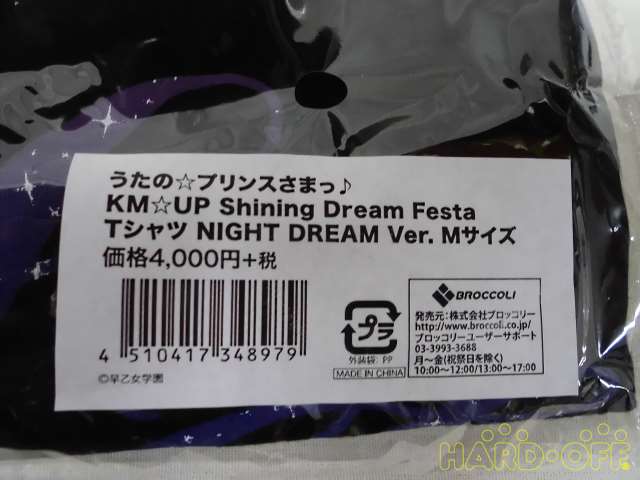 うたの☆プリンスさまっ♪
KM☆UP Shining Dream Festa
Tシャツ NIGHT DREAM Ver. Mサイズ
価格4,000円+税
4 510417 348979
©早乙女学園
プラ
外装袋: PP
MADE IN CHINA
BROCCOLI
発売元:株式会社ブロッコリー
http://www.broccoli.co.jp/
ブロッコリーユーザーサポート
03-3993-3688
月～金(祝祭日を除く)
10:00～12:00/13:00～17:00
HARD·OFF